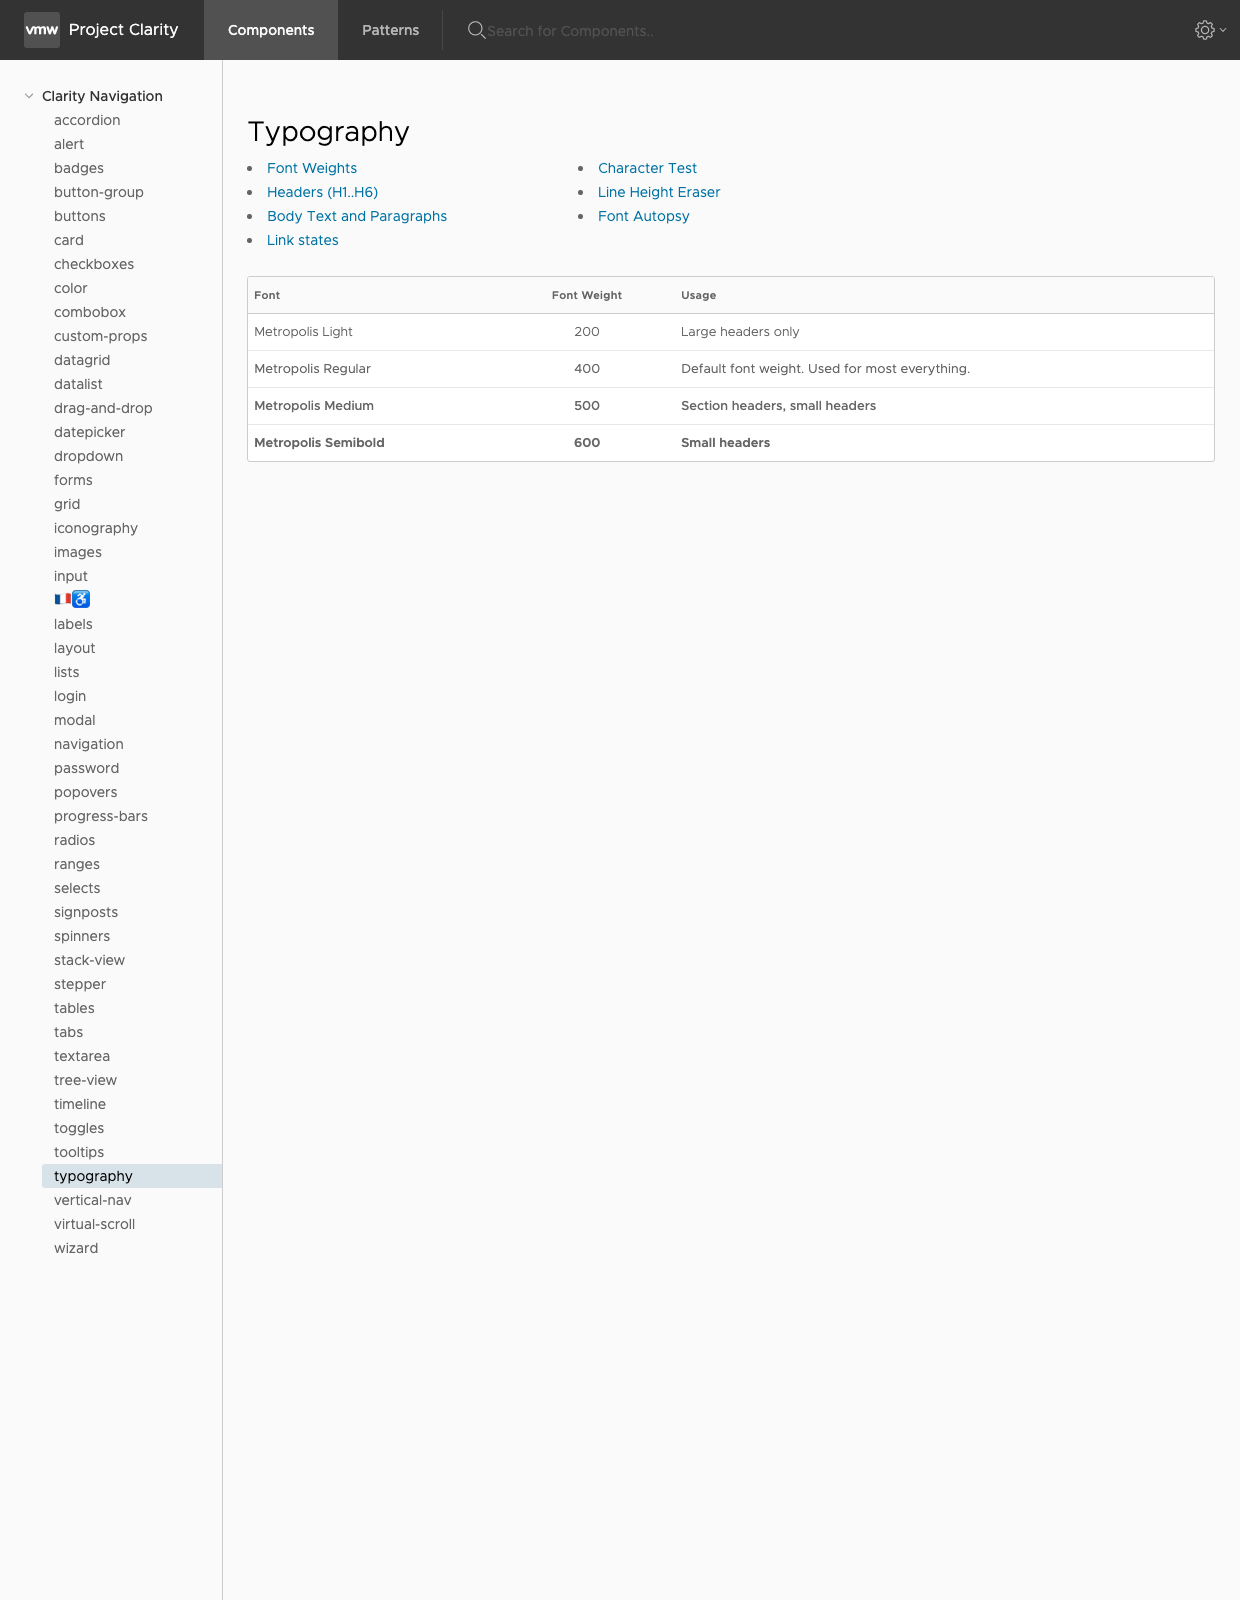 vmw Project Clarity Components Patterns Search for Components..
Clarity Navigation
accordion
alert
badges
button-group
buttons
card
checkboxes
color
combobox
custom-props
datagrid
datalist
drag-and-drop
datepicker
dropdown
forms
grid
iconography
images
input
🇫🇷♿
labels
layout
lists
login
modal
navigation
password
popovers
progress-bars
radios
ranges
selects
signposts
spinners
stack-view
stepper
tables
tabs
textarea
tree-view
timeline
toggles
tooltips
typography
vertical-nav
virtual-scroll
wizard
Typography
Font Weights
Headers (H1..H6)
Body Text and Paragraphs
Link states
Character Test
Line Height Eraser
Font Autopsy
Font Font Weight Usage
Metropolis Light 200 Large headers only
Metropolis Regular 400 Default font weight. Used for most everything.
Metropolis Medium 500 Section headers, small headers
Metropolis Semibold 600 Small headers